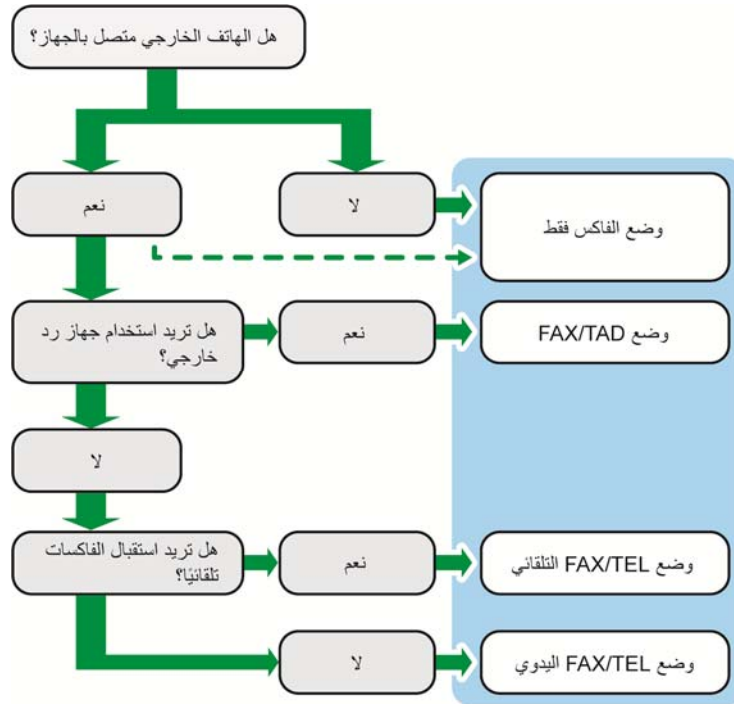 هل الهاتف الخارجي متصل بالجهاز؟
نعم
لا
وضع الفاكس فقط
هل تريد استخدام جهاز رد
خارجي؟
نعم
وضع FAX/TAD
لا
هل تريد استقبال الفاكسات
تلقائيًا؟
نعم
وضع FAX/TEL التلقائي
لا
وضع FAX/TEL اليدوي